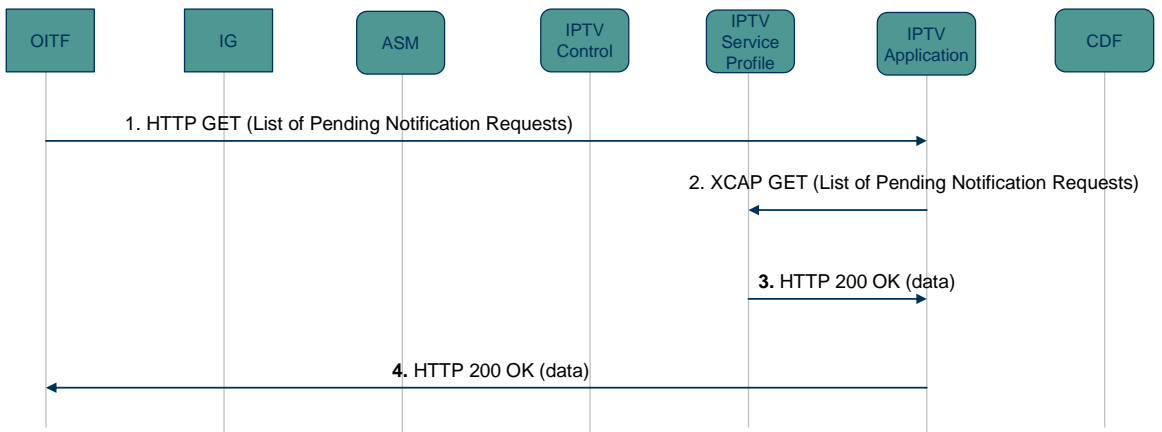 OITF
IG
ASM
IPTV
Control
IPTV
Service
Profile
IPTV
Application
CDF
1. HTTP GET (List of Pending Notification Requests)
2. XCAP GET (List of Pending Notification Requests)
3. HTTP 200 OK (data)
4. HTTP 200 OK (data)